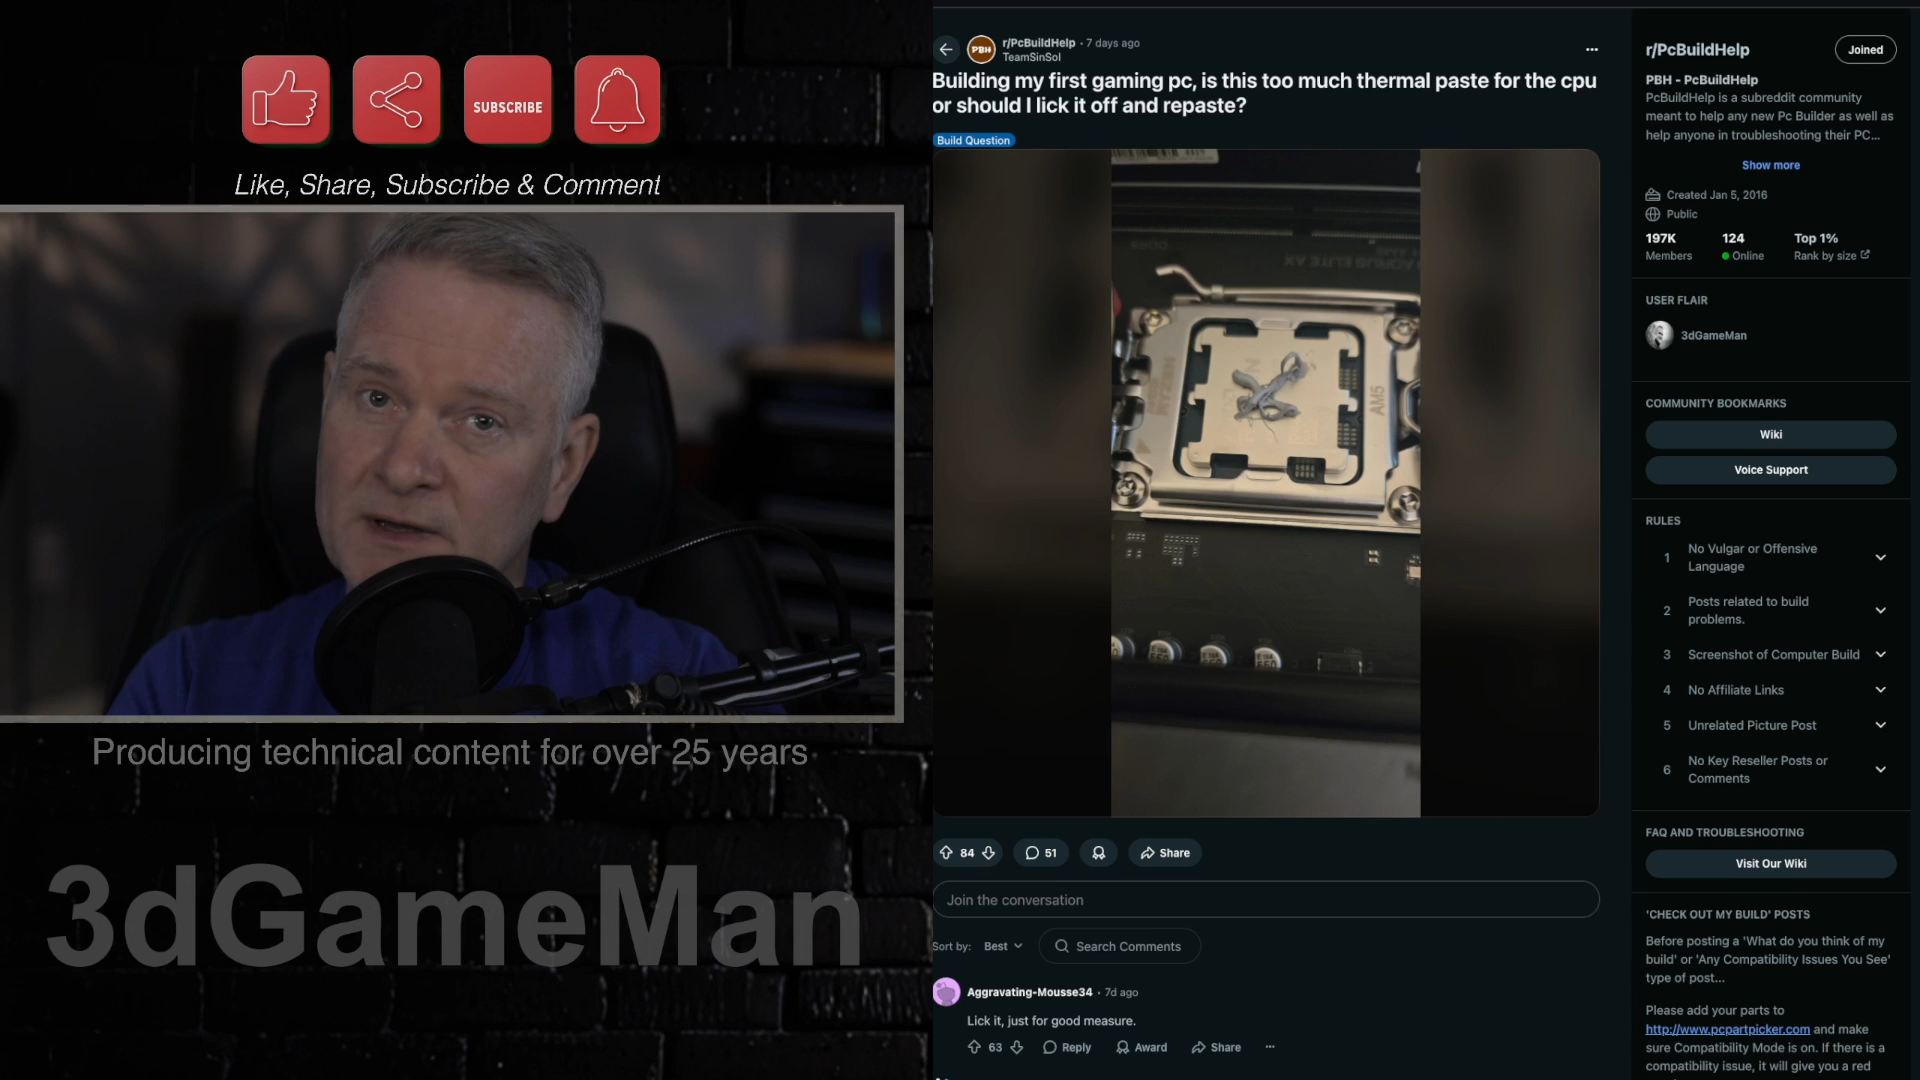 SUBSCRIBE
Like, Share, Subscribe & Comment
Producing technical content for over 25 years
3dGameMan
PBH
r/PcBuildHelp • 7 days ago
TeamSinSol
Building my first gaming pc, is this too much thermal paste for the cpu
or should I lick it off and repaste?
Build Question
AM5
84
51
Share
Join the conversation
Sort by:
Best
Search Comments
Aggravating-Mousse34 • 7d ago
Lick it, just for good measure.
63
Reply
Award
Share
r/PcBuildHelp
Joined
PBH - PcBuildHelp
PcBuildHelp is a subreddit community
meant to help any new Pc Builder as well as
help anyone in troubleshooting their PC...
Show more
Created Jan 5, 2016
Public
197K
124
Top 1%
Members
Online
Rank by size
USER FLAIR
3dGameMan
COMMUNITY BOOKMARKS
Wiki
Voice Support
RULES
1 No Vulgar or Offensive
Language
2 Posts related to build
problems.
3 Screenshot of Computer Build
4 No Affiliate Links
5 Unrelated Picture Post
6 No Key Reseller Posts or
Comments
FAQ AND TROUBLESHOOTING
Visit Our Wiki
'CHECK OUT MY BUILD' POSTS
Before posting a 'What do you think of my
build' or 'Any Compatibility Issues You See'
type of post...
Please add your parts to
http://www.pcpartpicker.com and make
sure Compatibility Mode is on. If there is a
compatibility issue, it will give you a red